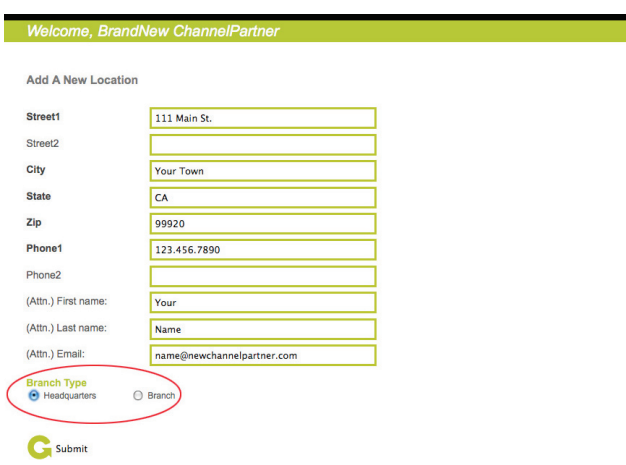 Welcome, BrandNew ChannelPartner
Add A New Location
Street1 111 Main St.
Street2
City Your Town
State CA
Zip 99920
Phone1 123.456.7890
Phone2
(Attn.) First name: Your
(Attn.) Last name: Name
(Attn.) Email: name@newchannelpartner.com
Branch Type
Headquarters Branch
Submit